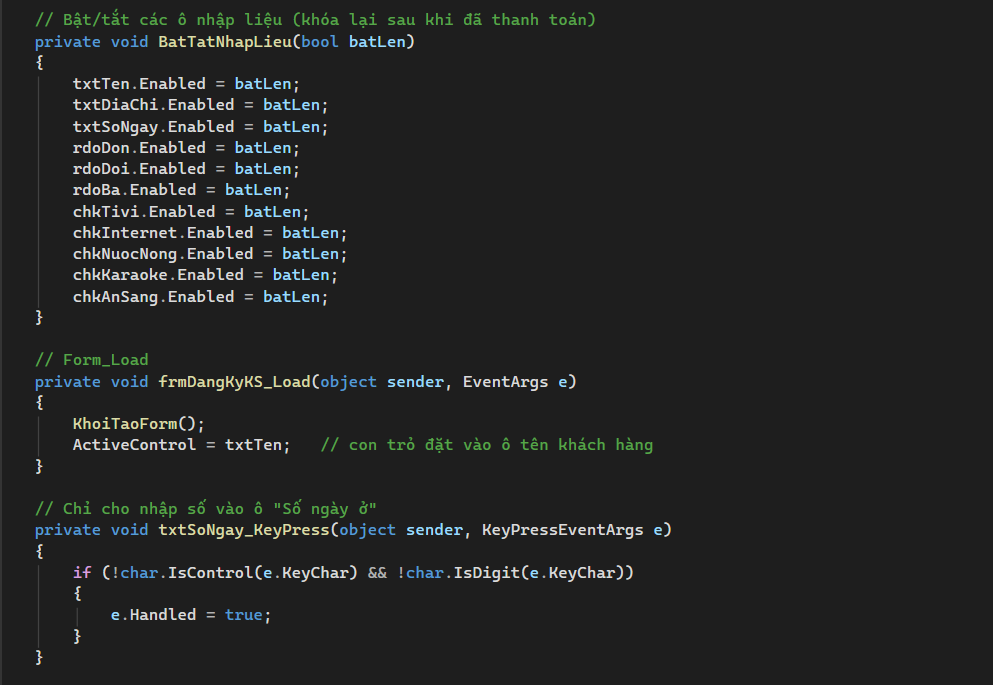 // Bật/tắt các ô nhập liệu (khóa lại sau khi đã thanh toán)
private void BatTatNhapLieu(bool batLen)
{
    txtTen.Enabled = batLen;
    txtDiaChi.Enabled = batLen;
    txtSoNgay.Enabled = batLen;
    rdoDon.Enabled = batLen;
    rdoDoi.Enabled = batLen;
    rdoBa.Enabled = batLen;
    chkTivi.Enabled = batLen;
    chkInternet.Enabled = batLen;
    chkNuocNong.Enabled = batLen;
    chkKaraoke.Enabled = batLen;
    chkAnSang.Enabled = batLen;
}

// Form_Load
private void frmDangKyKS_Load(object sender, EventArgs e)
{
    KhoiTaoForm();
    ActiveControl = txtTen;   // con trỏ đặt vào ô tên khách hàng
}

// Chỉ cho nhập số vào ô "Số ngày ở"
private void txtSoNgay_KeyPress(object sender, KeyPressEventArgs e)
{
    if (!char.IsControl(e.KeyChar) && !char.IsDigit(e.KeyChar))
    {
        e.Handled = true;
    }
}